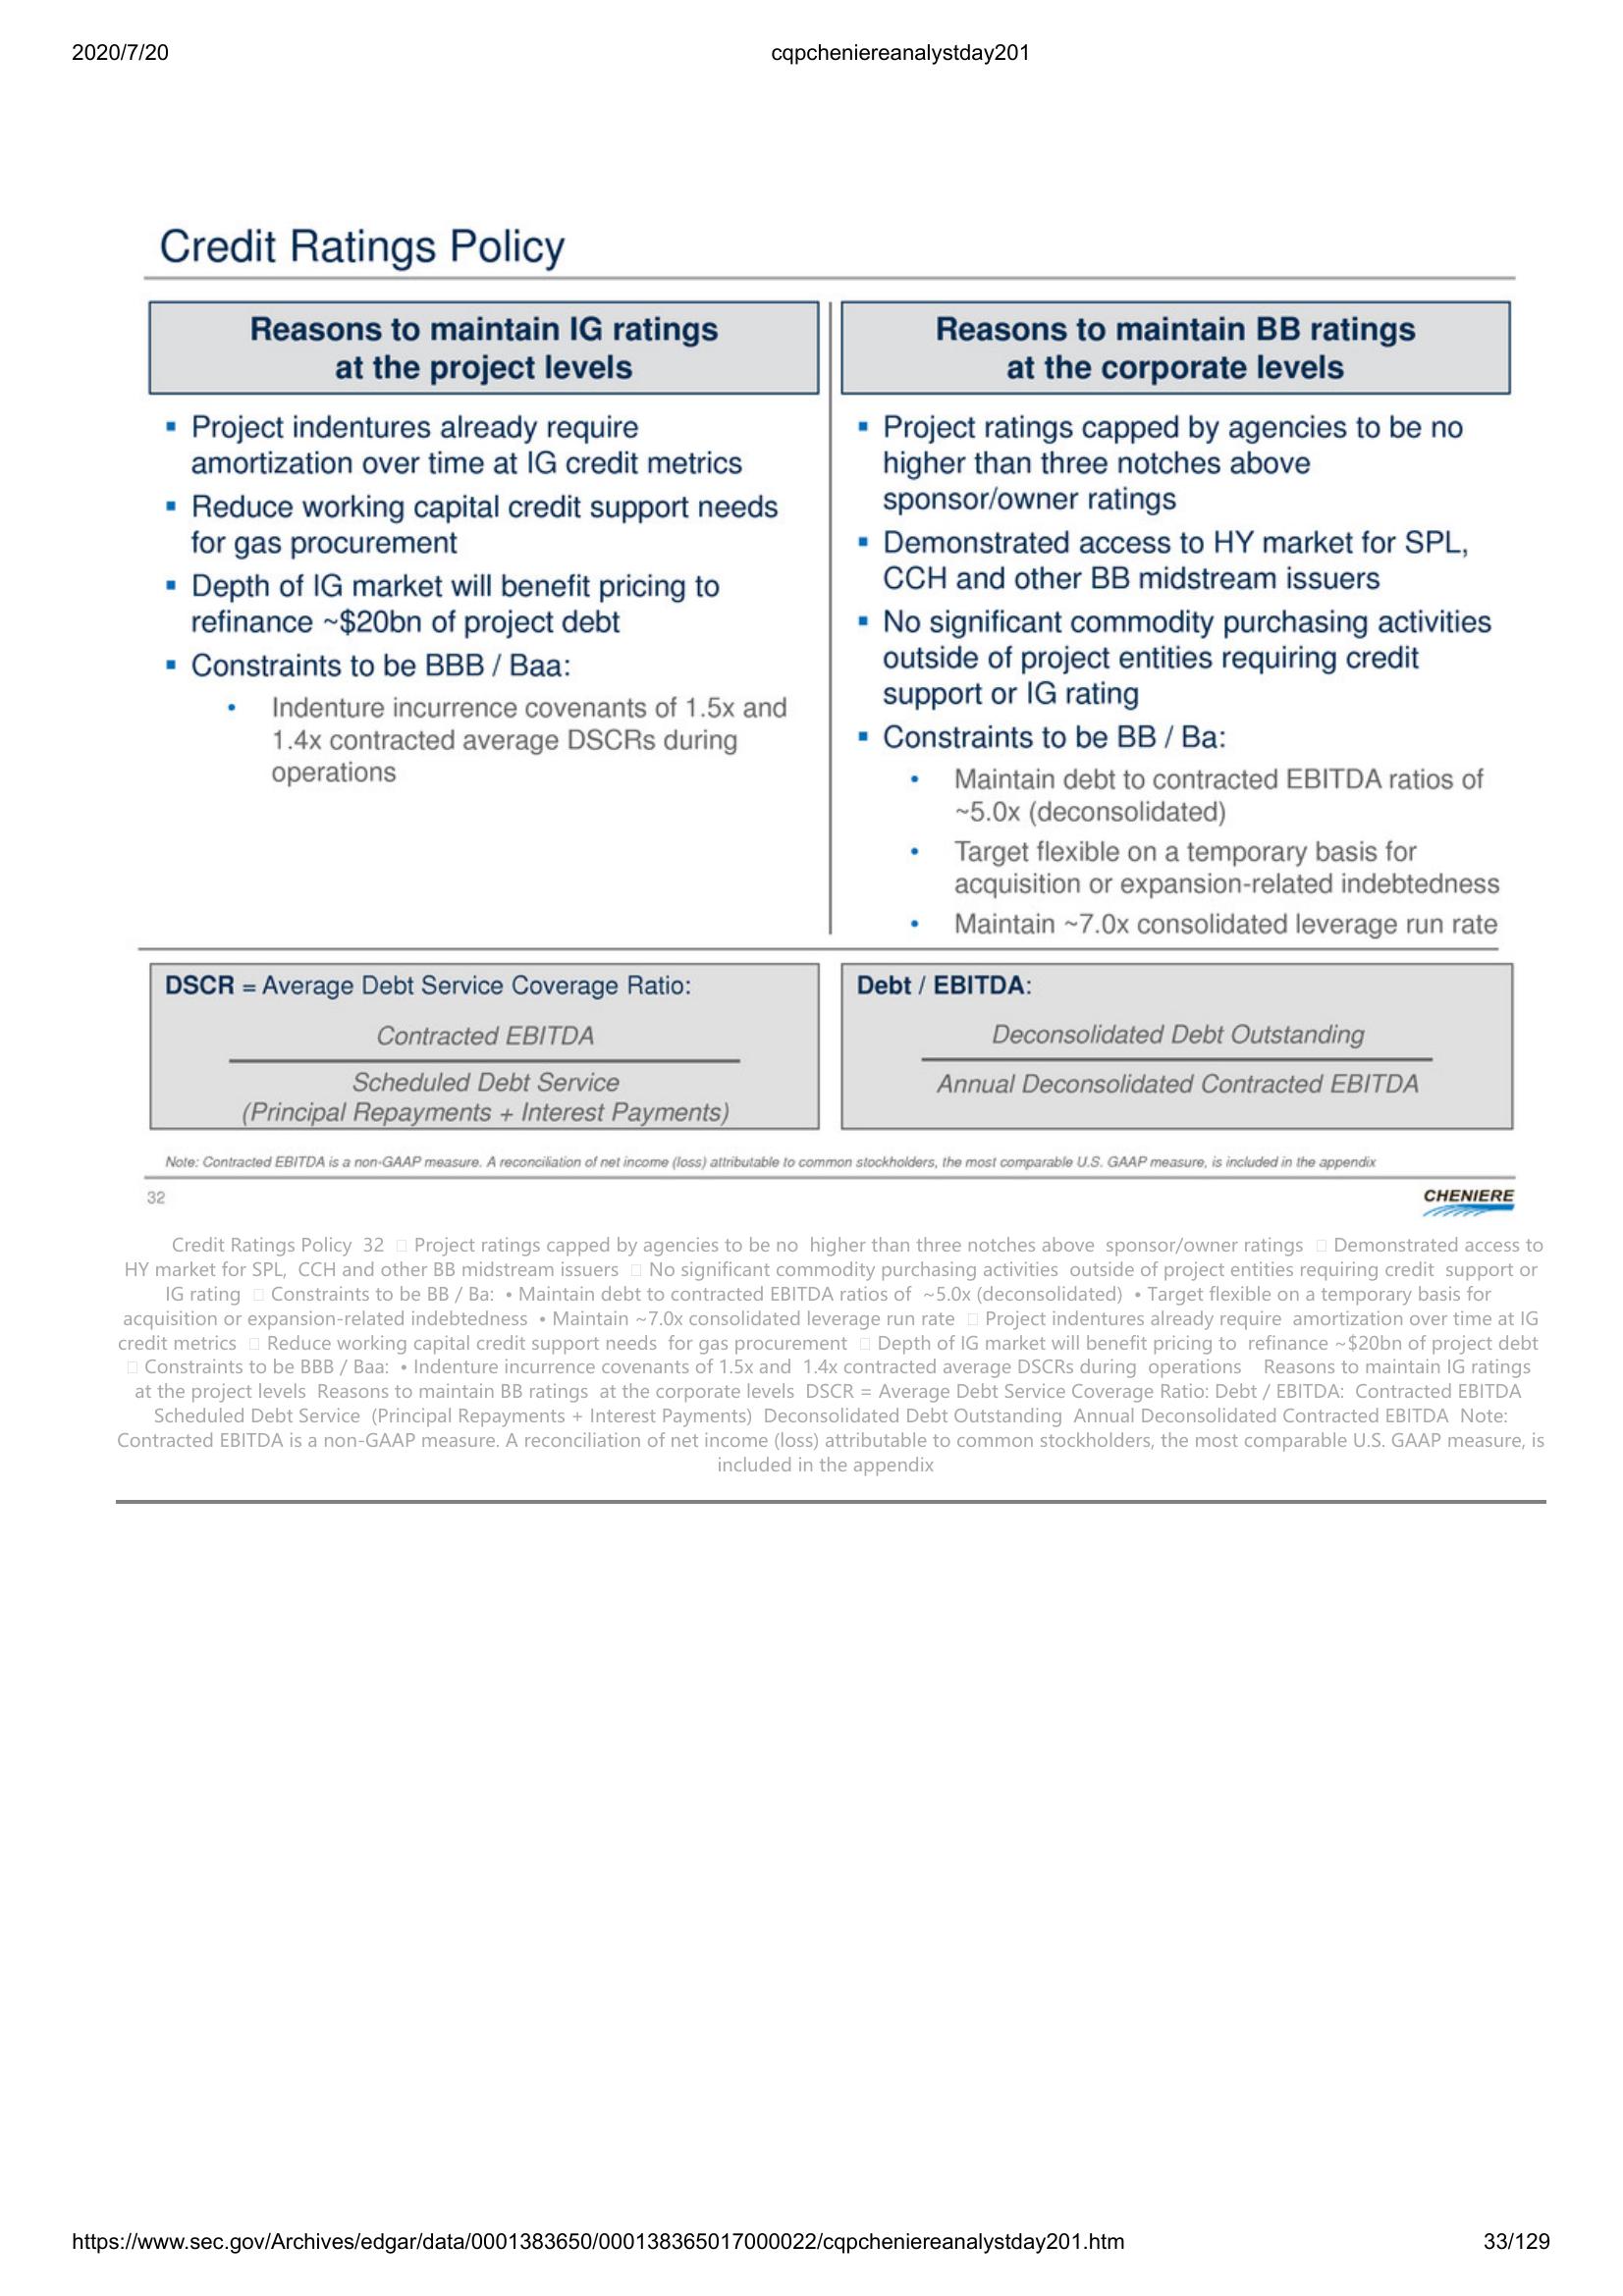 2020/7/20
cqpcheniereanalystday201
Credit Ratings Policy
Reasons to maintain IG ratings
at the project levels
▪ Project indentures already require
amortization over time at IG credit metrics
▪ Reduce working capital credit support needs
for gas procurement
▪ Depth of IG market will benefit pricing to
refinance ~$20bn of project debt
▪ Constraints to be BBB / Baa:
• Indenture incurrence covenants of 1.5x and
1.4x contracted average DSCRs during
operations
Reasons to maintain BB ratings
at the corporate levels
▪ Project ratings capped by agencies to be no
higher than three notches above
sponsor/owner ratings
▪ Demonstrated access to HY market for SPL,
CCH and other BB midstream issuers
▪ No significant commodity purchasing activities
outside of project entities requiring credit
support or IG rating
▪ Constraints to be BB / Ba:
• Maintain debt to contracted EBITDA ratios of
~5.0x (deconsolidated)
• Target flexible on a temporary basis for
acquisition or expansion-related indebtedness
• Maintain ~7.0x consolidated leverage run rate
DSCR = Average Debt Service Coverage Ratio:
Contracted EBITDA
Scheduled Debt Service
(Principal Repayments + Interest Payments)
Debt / EBITDA:
Deconsolidated Debt Outstanding
Annual Deconsolidated Contracted EBITDA
Note: Contracted EBITDA is a non-GAAP measure. A reconciliation of net income (loss) attributable to common stockholders, the most comparable U.S. GAAP measure, is included in the appendix
32
CHENIERE
Credit Ratings Policy 32 □ Project ratings capped by agencies to be no higher than three notches above sponsor/owner ratings □ Demonstrated access to
HY market for SPL, CCH and other BB midstream issuers □ No significant commodity purchasing activities outside of project entities requiring credit support or
IG rating □ Constraints to be BB / Ba: • Maintain debt to contracted EBITDA ratios of ~5.0x (deconsolidated) • Target flexible on a temporary basis for
acquisition or expansion-related indebtedness • Maintain ~7.0x consolidated leverage run rate □ Project indentures already require amortization over time at IG
credit metrics □ Reduce working capital credit support needs for gas procurement □ Depth of IG market will benefit pricing to refinance ~$20bn of project debt
□ Constraints to be BBB / Baa: • Indenture incurrence covenants of 1.5x and 1.4x contracted average DSCRs during operations Reasons to maintain IG ratings
at the project levels Reasons to maintain BB ratings at the corporate levels DSCR = Average Debt Service Coverage Ratio: Debt / EBITDA: Contracted EBITDA
Scheduled Debt Service (Principal Repayments + Interest Payments) Deconsolidated Debt Outstanding Annual Deconsolidated Contracted EBITDA Note:
Contracted EBITDA is a non-GAAP measure. A reconciliation of net income (loss) attributable to common stockholders, the most comparable U.S. GAAP measure, is
included in the appendix
https://www.sec.gov/Archives/edgar/data/0001383650/000138365017000022/cqpcheniereanalystday201.htm
33/129